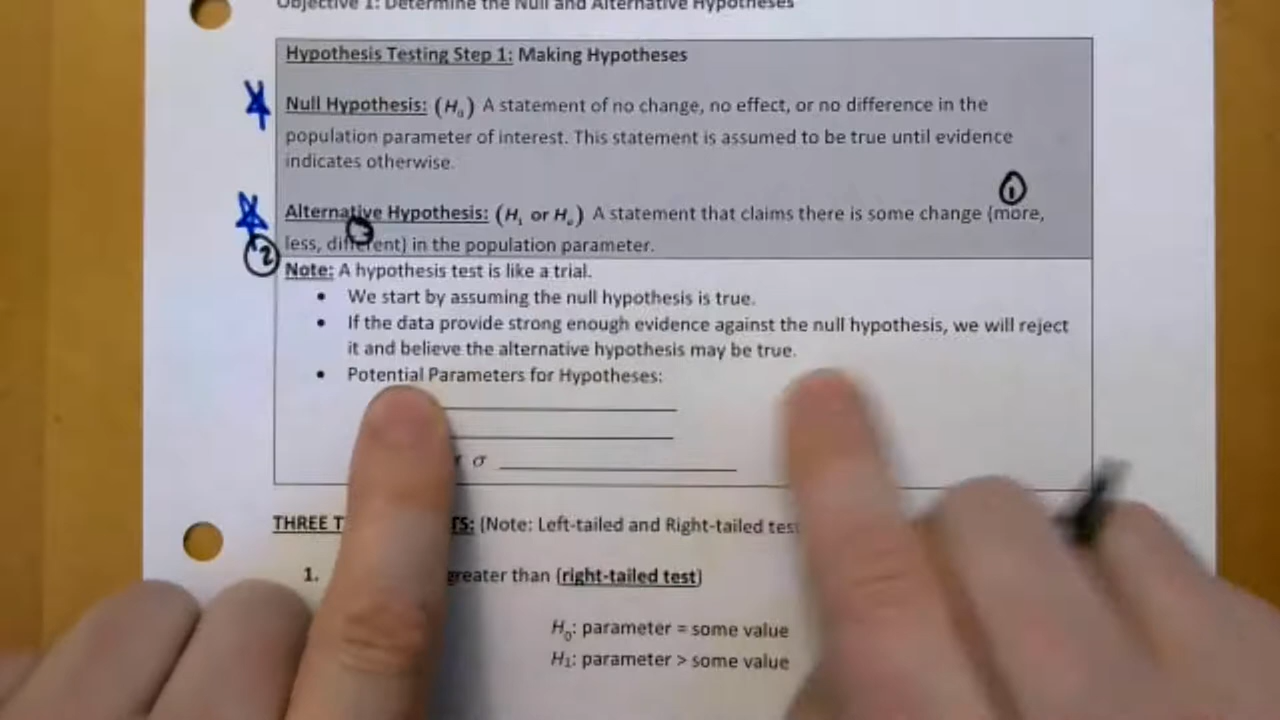 Objective 1: Determine the Null and Alternative Hypotheses
Hypothesis Testing Step 1: Making Hypotheses
Null Hypothesis: (H₀) A statement of no change, no effect, or no difference in the
population parameter of interest. This statement is assumed to be true until evidence
indicates otherwise.
1
Alternative Hypothesis: (H₁ or Hₐ) A statement that claims there is some change (more,
less, different) in the population parameter.
2
Note: A hypothesis test is like a trial.
• We start by assuming the null hypothesis is true.
• If the data provide strong enough evidence against the null hypothesis, we will reject
it and believe the alternative hypothesis may be true.
• Potential Parameters for Hypotheses:
σ
THREE T TS: (Note: Left-tailed and Right-tailed tes
1. greater than (right-tailed test)
H₀: parameter = some value
H₁: parameter > some value